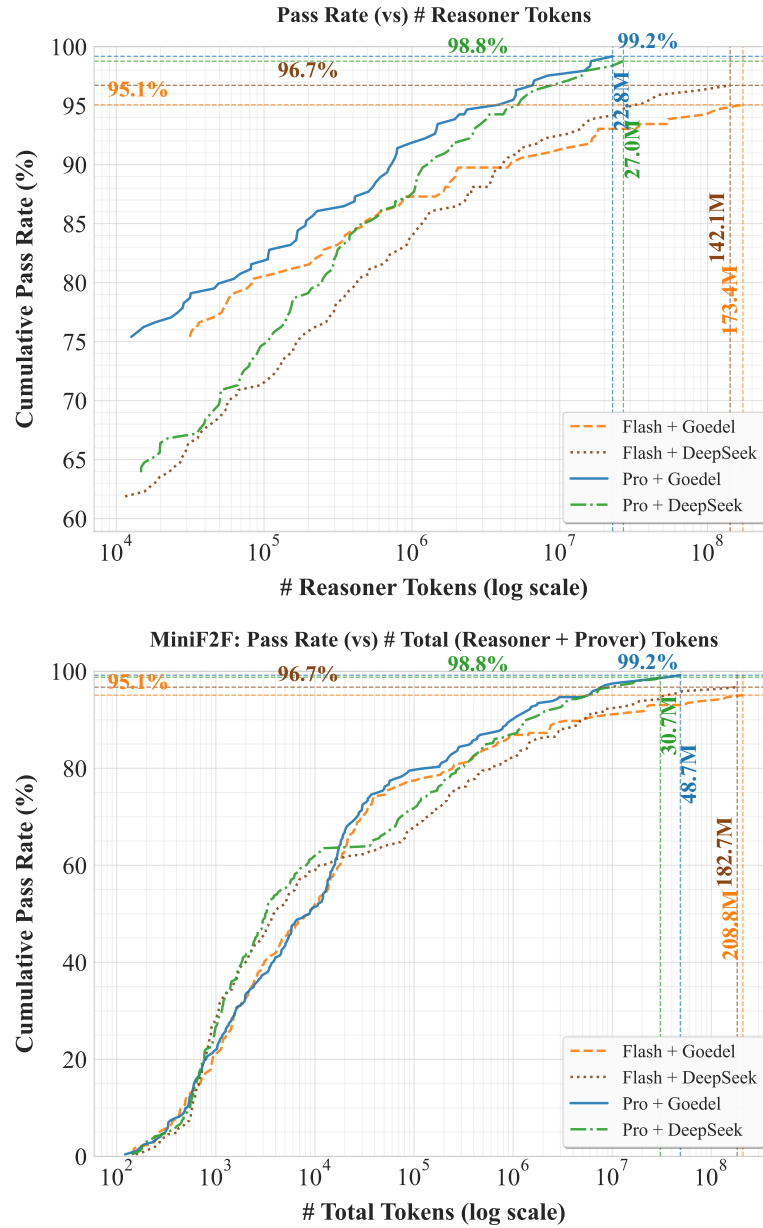 Pass Rate (vs) # Reasoner Tokens
Cumulative Pass Rate (%)
100
95
90
85
80
75
70
65
60
95.1%
96.7%
98.8%
99.2%
22.8M
27.0M
142.1M
173.4M
Flash + Goedel
Flash + DeepSeek
Pro + Goedel
Pro + DeepSeek
10^4
10^5
10^6
10^7
10^8
# Reasoner Tokens (log scale)
MiniF2F: Pass Rate (vs) # Total (Reasoner + Prover) Tokens
Cumulative Pass Rate (%)
100
80
60
40
20
0
95.1%
96.7%
98.8%
99.2%
30.7M
48.7M
182.7M
208.8M
Flash + Goedel
Flash + DeepSeek
Pro + Goedel
Pro + DeepSeek
10^2
10^3
10^4
10^5
10^6
10^7
10^8
# Total Tokens (log scale)